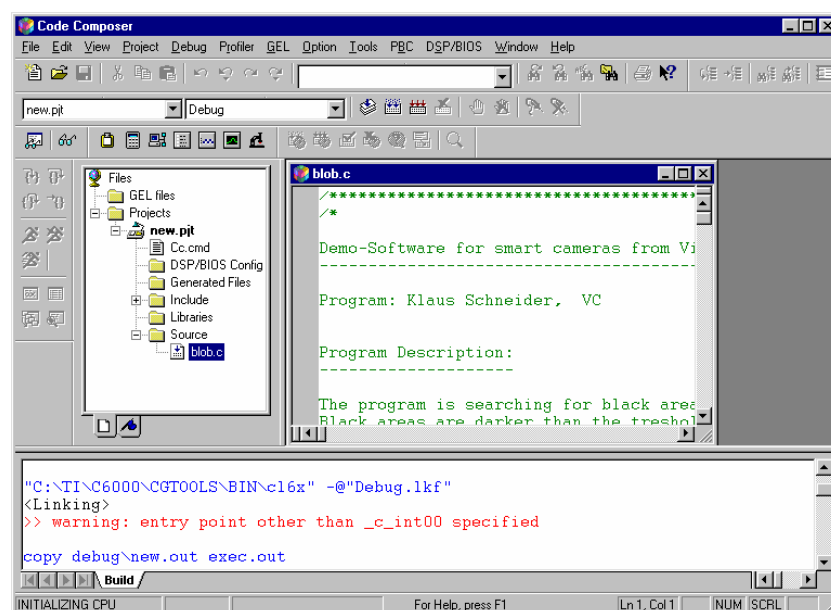 Code Composer
File Edit View Project Debug Profiler GEL Option Tools PBC DSP/BIOS Window Help
new.pjt Debug
Files
GEL files
Projects
new.pjt
Cc.cmd
DSP/BIOS Config
Generated Files
Include
Libraries
Source
blob.c
blob.c
/****************************************
/*
Demo-Software for smart cameras from Vi
---------------------------------------
Program: Klaus Schneider, VC
Program Description:
--------------------
The program is searching for black area
Black areas are darker than the treshol
"C:\TI\C6000\CGTOOLS\BIN\cl6x" -@"Debug.lkf"
<Linking>
>> warning: entry point other than _c_int00 specified
copy debug\new.out exec.out
Build
INITIALIZING CPU For Help, press F1 Ln 1, Col 1 NUM SCRL